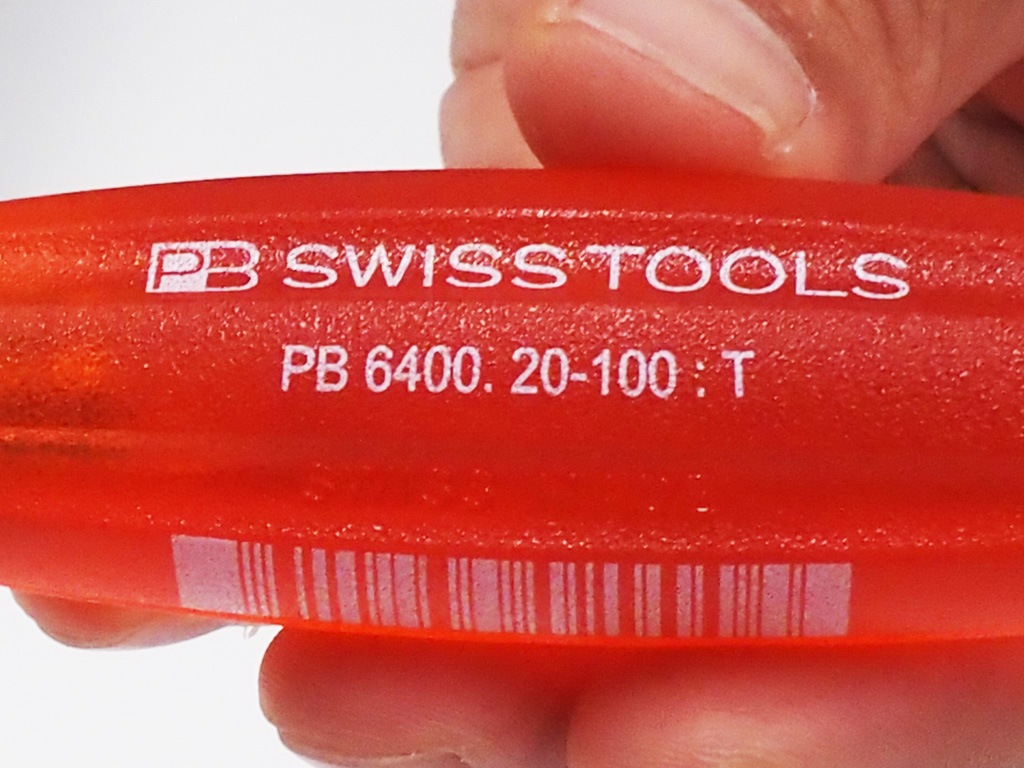 PB SWISS TOOLS
PB 6400. 20-100 : T